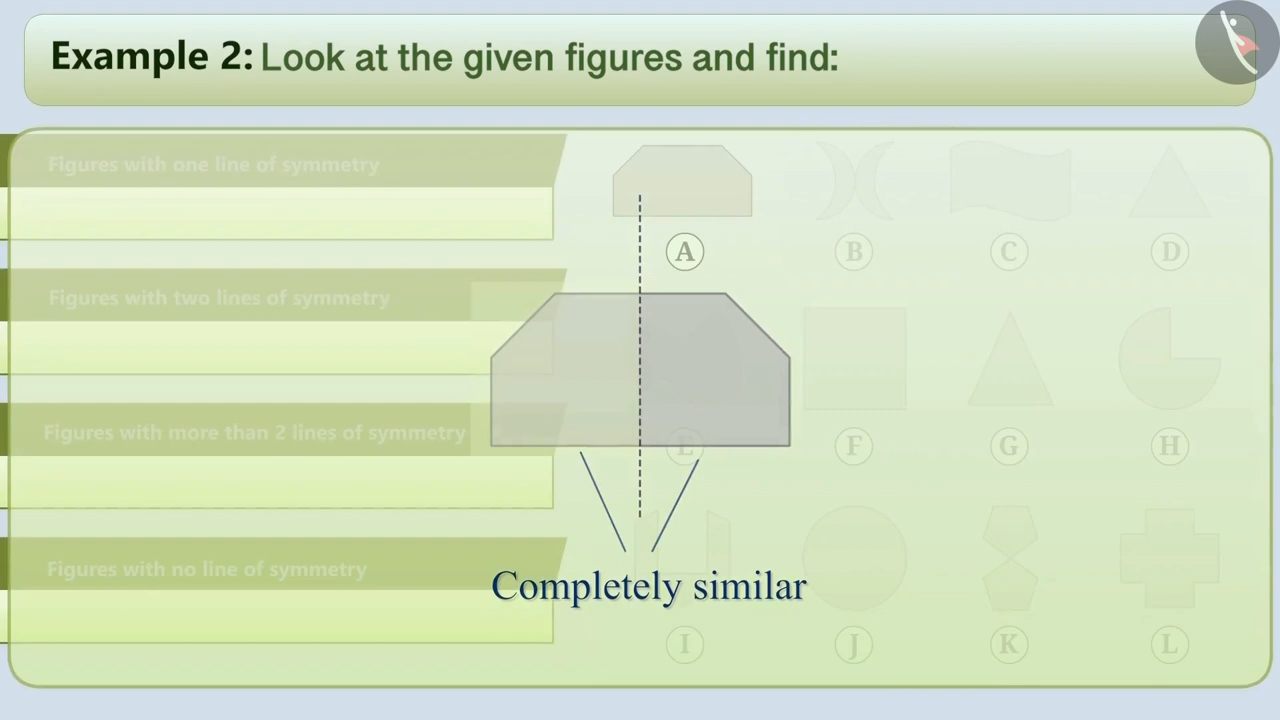 Example 2: Look at the given figures and find:
Figures with one line of symmetry
A B C D
Figures with two lines of symmetry
Figures with more than 2 lines of symmetry
E F G H
Figures with no line of symmetry
Completely similar
I J K L